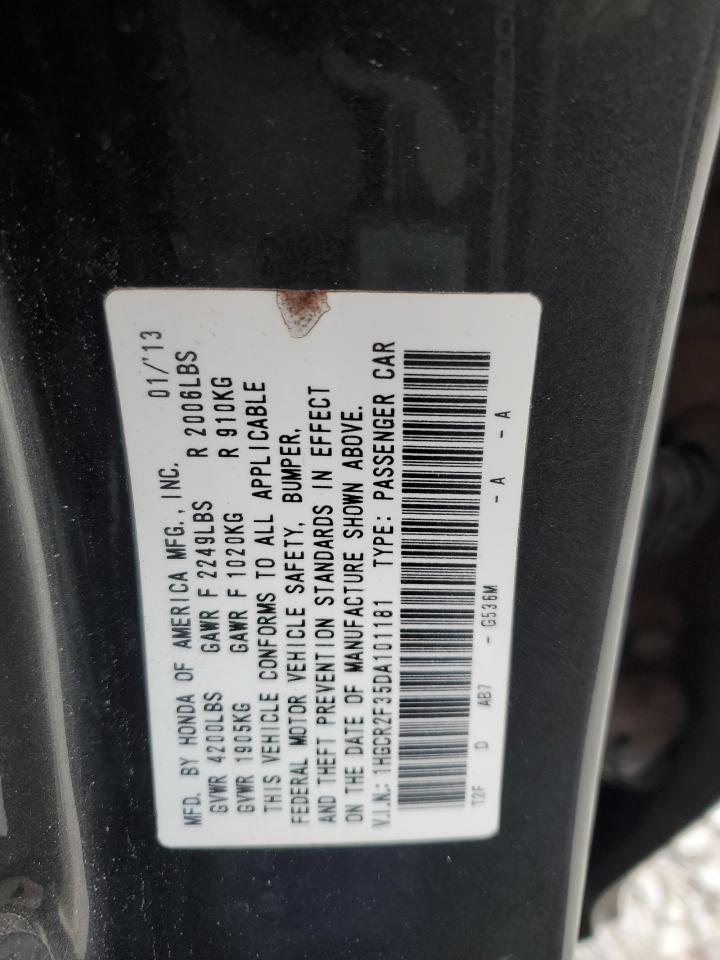 MFD. BY HONDA OF AMERICA MFG., INC. 01/'13
GVWR 4200LBS GAWR F 2249LBS R 2006LBS
GVWR 1905KG GAWR F 1020KG R 910KG
THIS VEHICLE CONFORMS TO ALL APPLICABLE
FEDERAL MOTOR VEHICLE SAFETY, BUMPER,
AND THEFT PREVENTION STANDARDS IN EFFECT
ON THE DATE OF MANUFACTURE SHOWN ABOVE.
V.I.N.: 1HGCR2F35DA101181 TYPE: PASSENGER CAR
T2F D AB7 - G536M - A - A